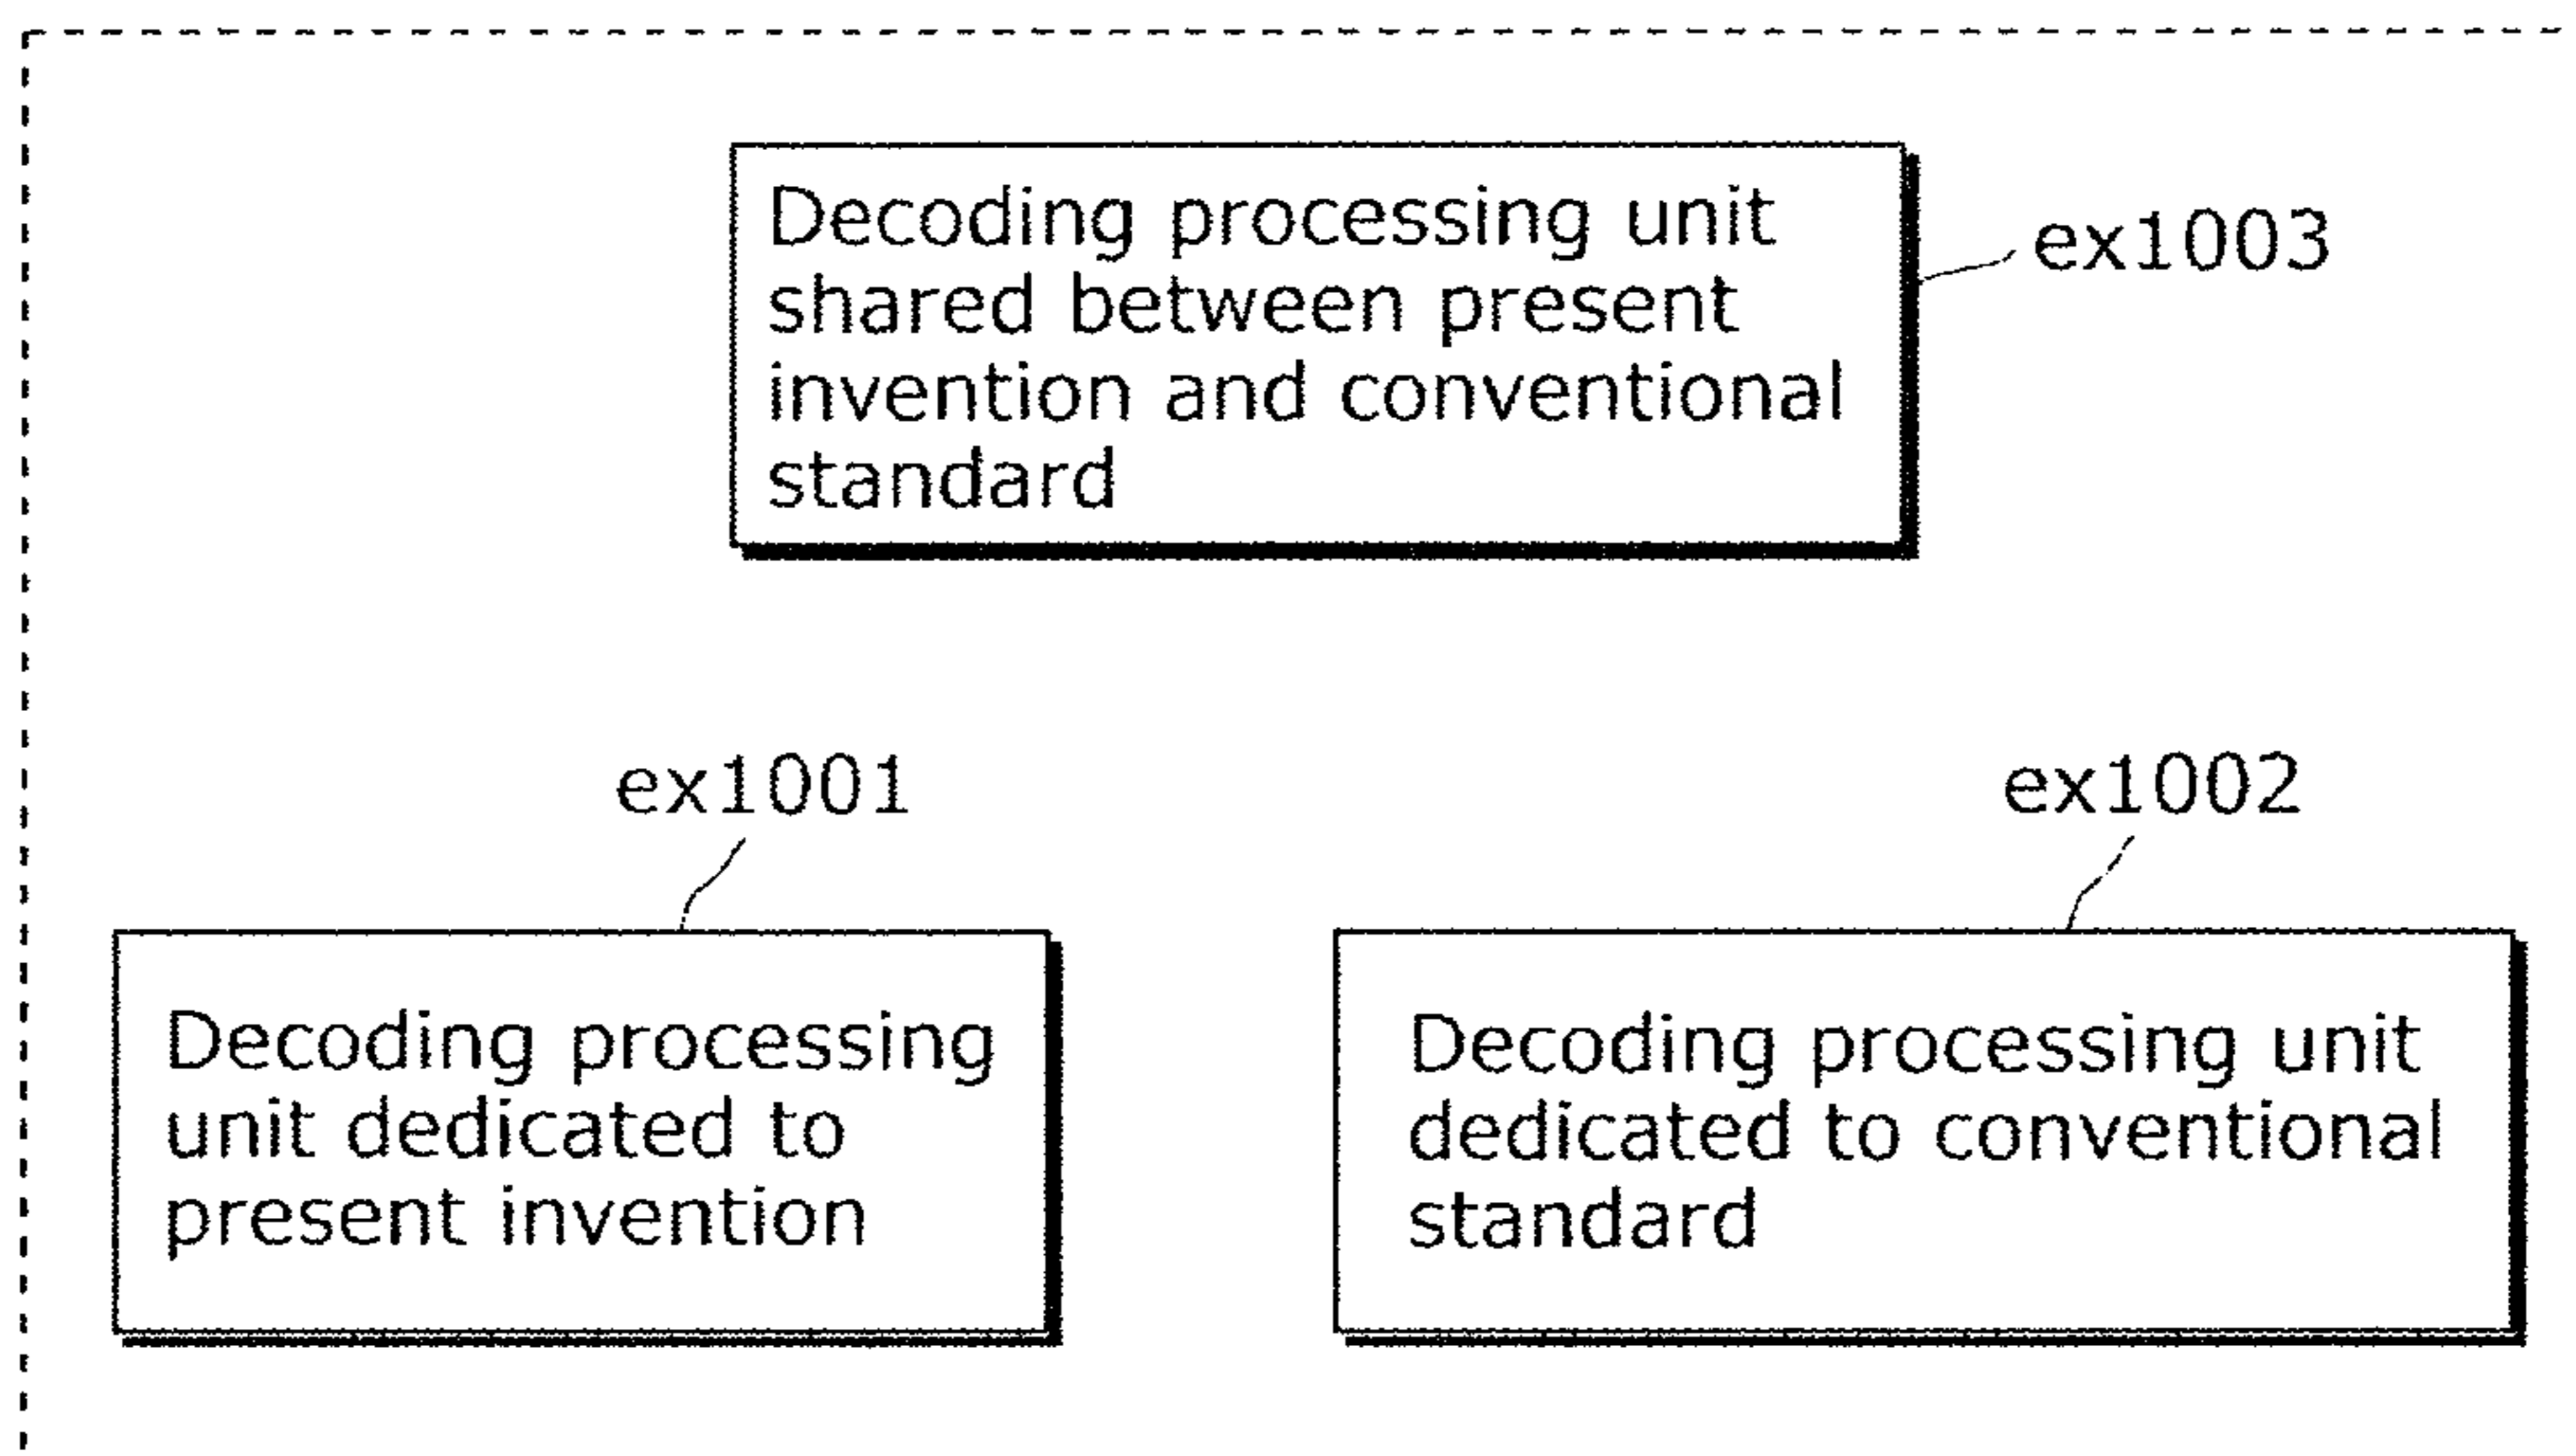 Decoding processing unit
shared between present
invention and conventional
standard
ex1003
ex1001
ex1002
Decoding processing
unit dedicated to
present invention
Decoding processing unit
dedicated to conventional
standard